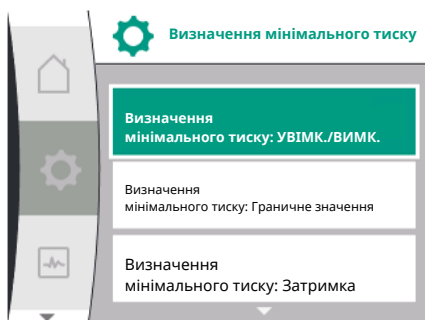 Визначення мінімального тиску
Визначення
мінімального тиску: УВІМК./ВИМК.
Визначення
мінімального тиску: Граничне значення
Визначення
мінімального тиску: Затримка